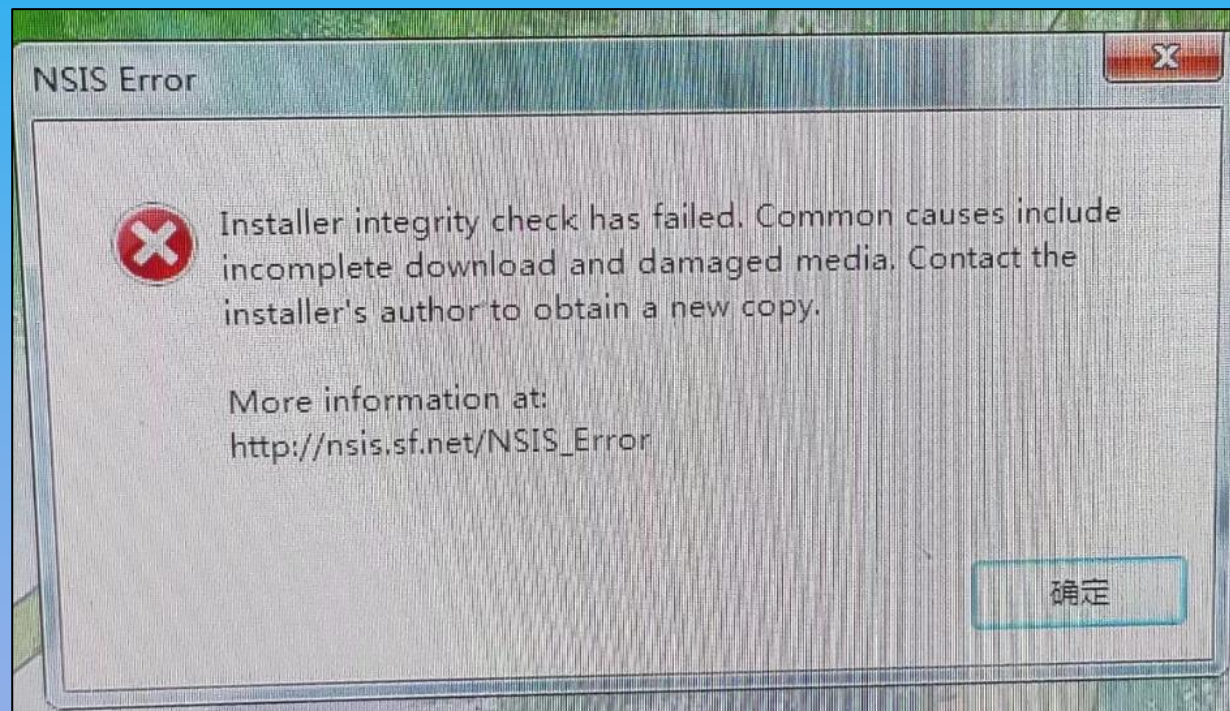 NSIS Error
Installer integrity check has failed. Common causes include
incomplete download and damaged media. Contact the
installer's author to obtain a new copy.
More information at:
http://nsis.sf.net/NSIS_Error
确定